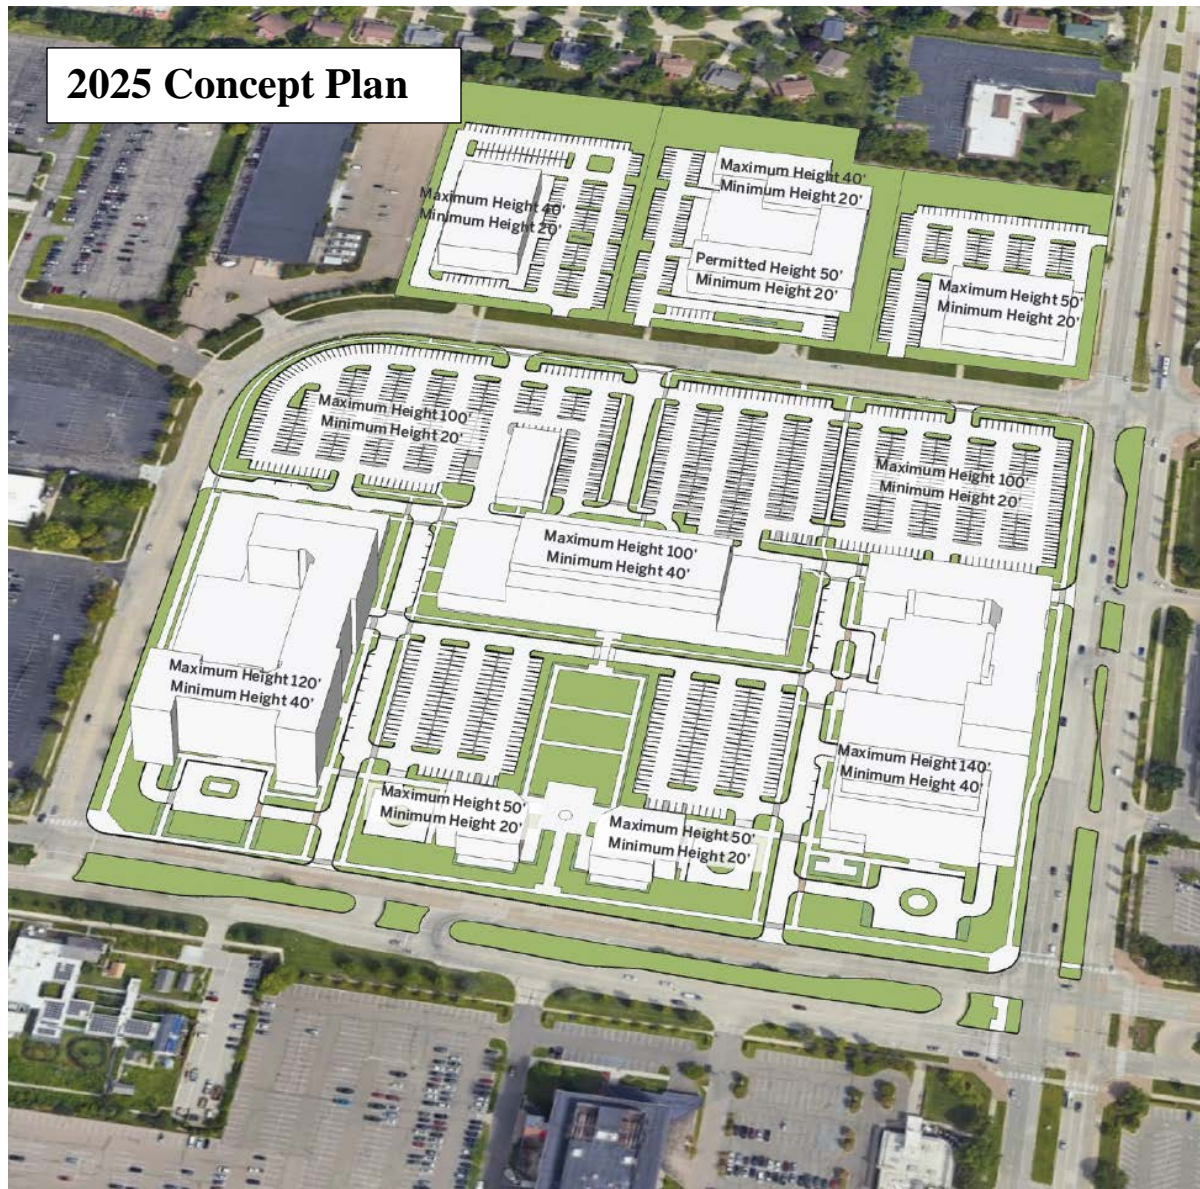 2025 Concept Plan
Maximum Height 40'
Minimum Height 20'
Maximum Height 40'
Minimum Height 20'
Permitted Height 50'
Minimum Height 20'
Maximum Height 50'
Minimum Height 20'
Maximum Height 100'
Minimum Height 20'
Maximum Height 100'
Minimum Height 20'
Maximum Height 100'
Minimum Height 40'
Maximum Height 120'
Minimum Height 40'
Maximum Height 140'
Minimum Height 40'
Maximum Height 50'
Minimum Height 20'
Maximum Height 50'
Minimum Height 20'